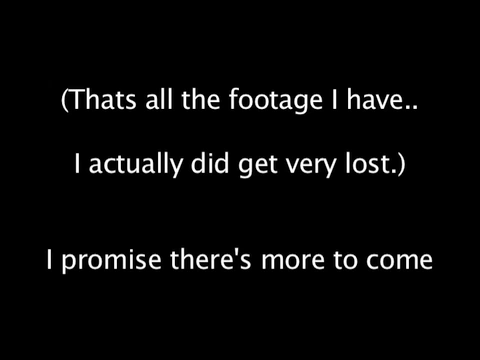 (Thats all the footage I have..
I actually did get very lost.)
I promise there's more to come